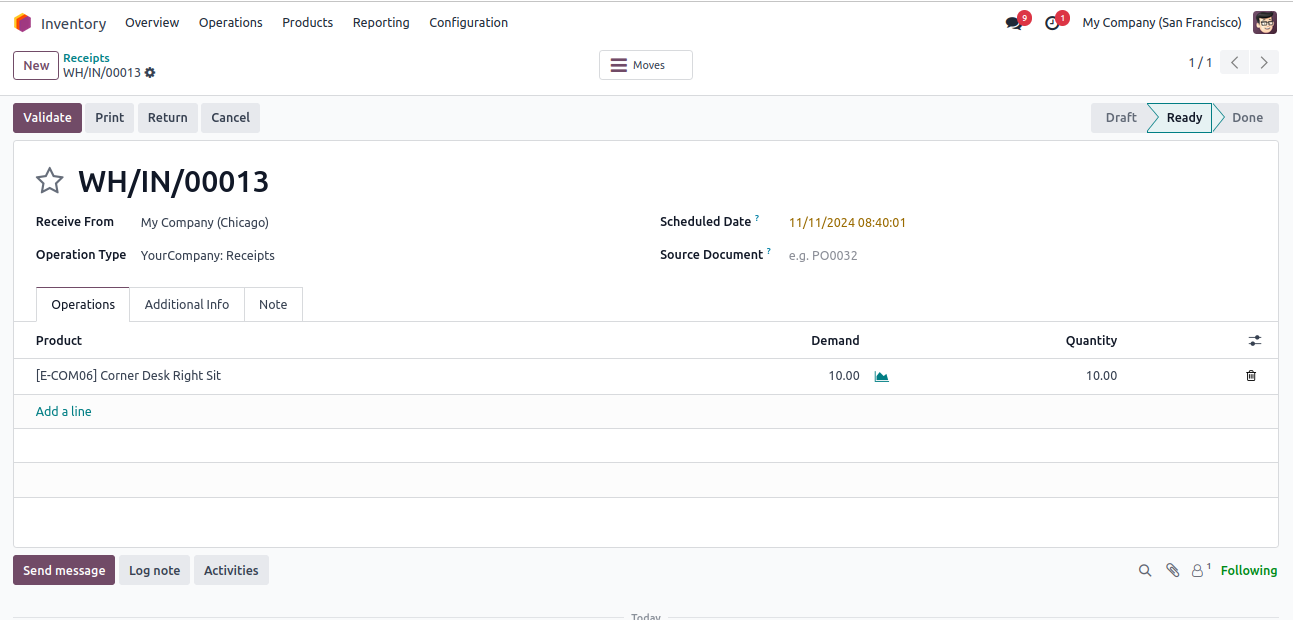 Inventory Overview Operations Products Reporting Configuration 9 1 My Company (San Francisco)
New Receipts Moves 1 / 1
WH/IN/00013
Validate Print Return Cancel Draft Ready Done
WH/IN/00013
Receive From My Company (Chicago) Scheduled Date ? 11/11/2024 08:40:01
Operation Type YourCompany: Receipts Source Document ? e.g. PO0032
Operations Additional Info Note
Product Demand Quantity
[E-COM06] Corner Desk Right Sit 10.00 10.00
Add a line
Send message Log note Activities 1 Following
Today